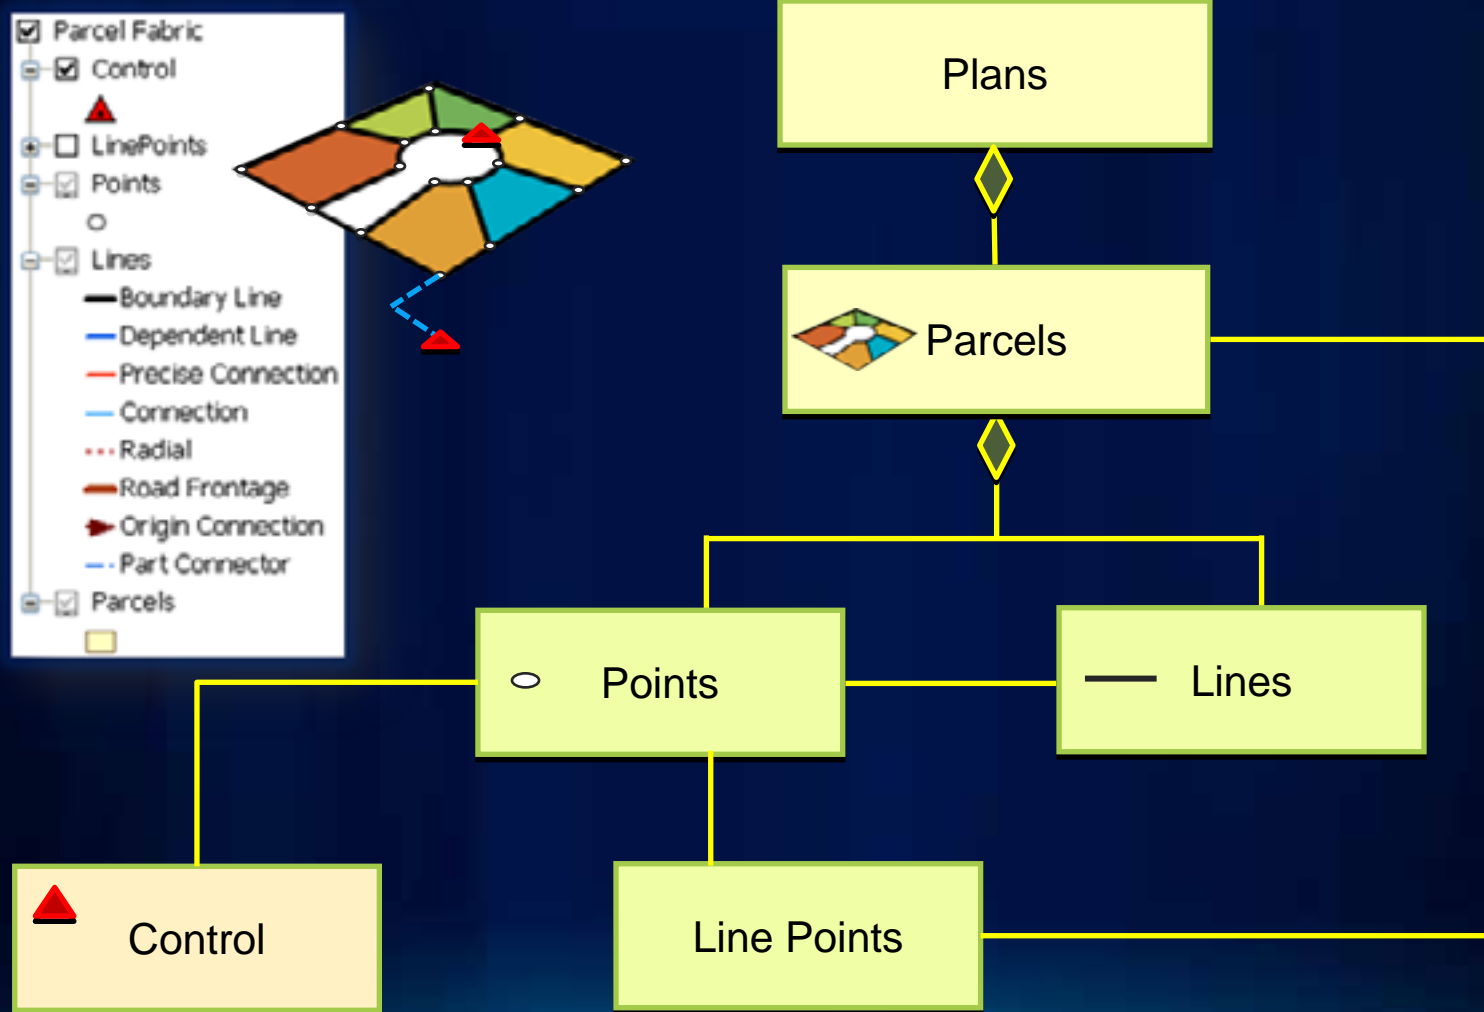 Parcel Fabric
Control
LinePoints
Points
Lines
Boundary Line
Dependent Line
Precise Connection
Connection
Radial
Road Frontage
Origin Connection
Part Connector
Parcels
Plans
Parcels
Points
Lines
Control
Line Points